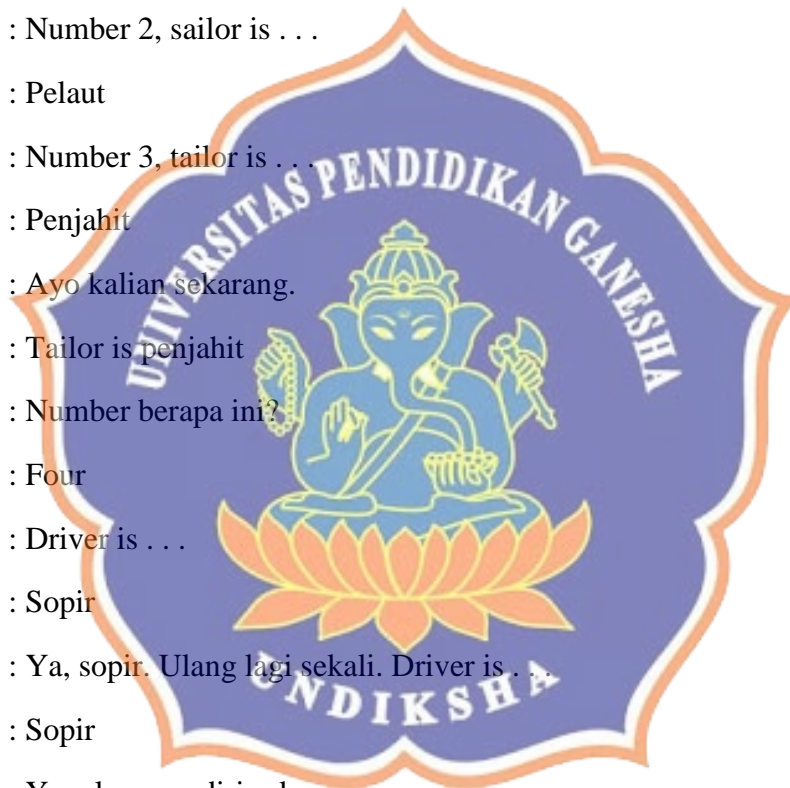 : Number 2, sailor is . . .
: Pelaut
: Number 3, tailor is . . .
: Penjahit
: Ayo kalian sekarang.
: Tailor is penjahit
: Number berapa ini?
: Four
: Driver is . . .
: Sopir
: Ya, sopir. Ulang lagi sekali. Driver is . . .
: Sopir
UNIVERSITAS PENDIDIKAN GANESHA
UNDIKSHA